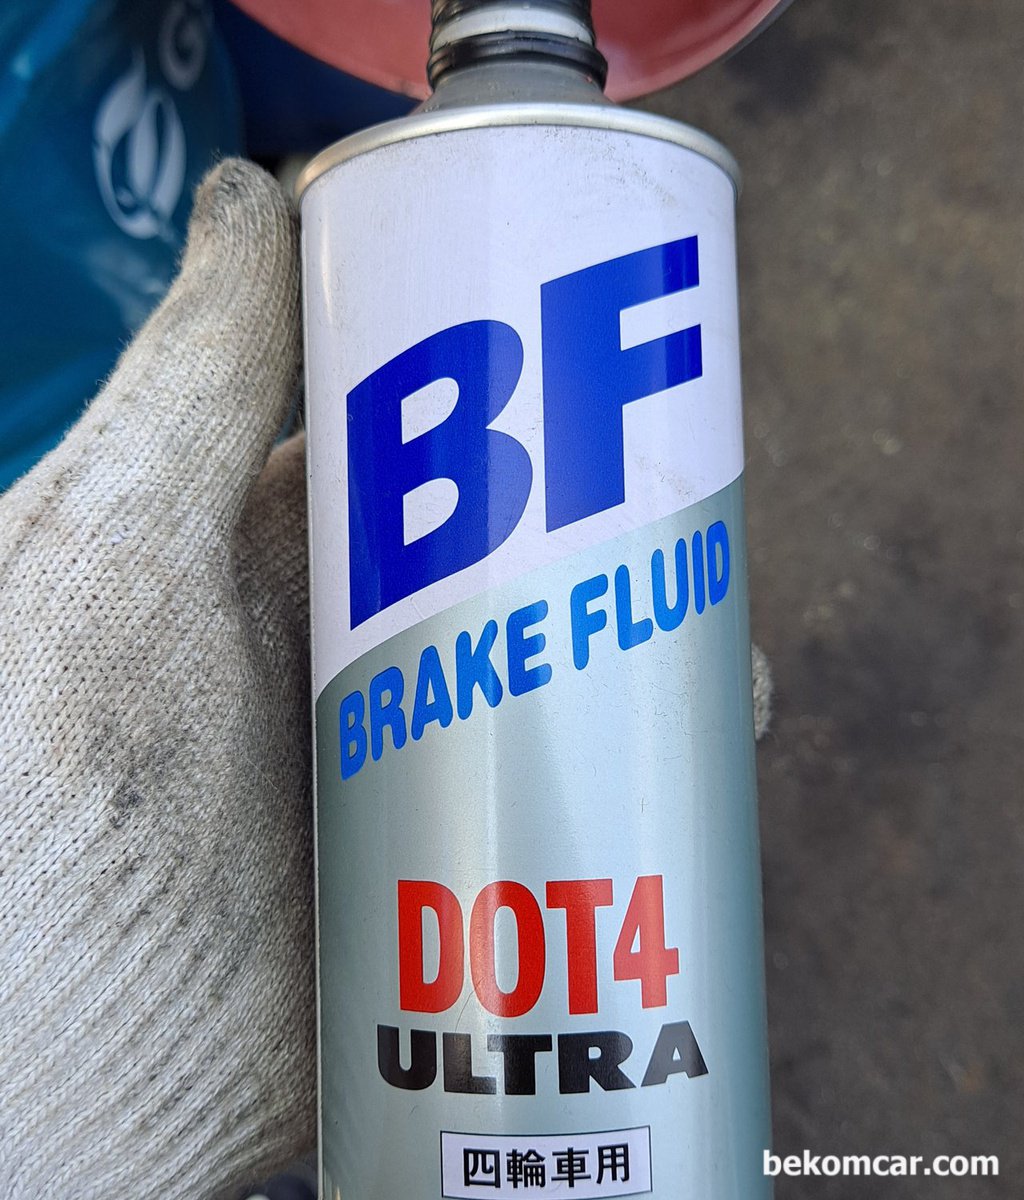 BF
BRAKE FLUID
DOT4
ULTRA
四輪車用
bekomcar.com